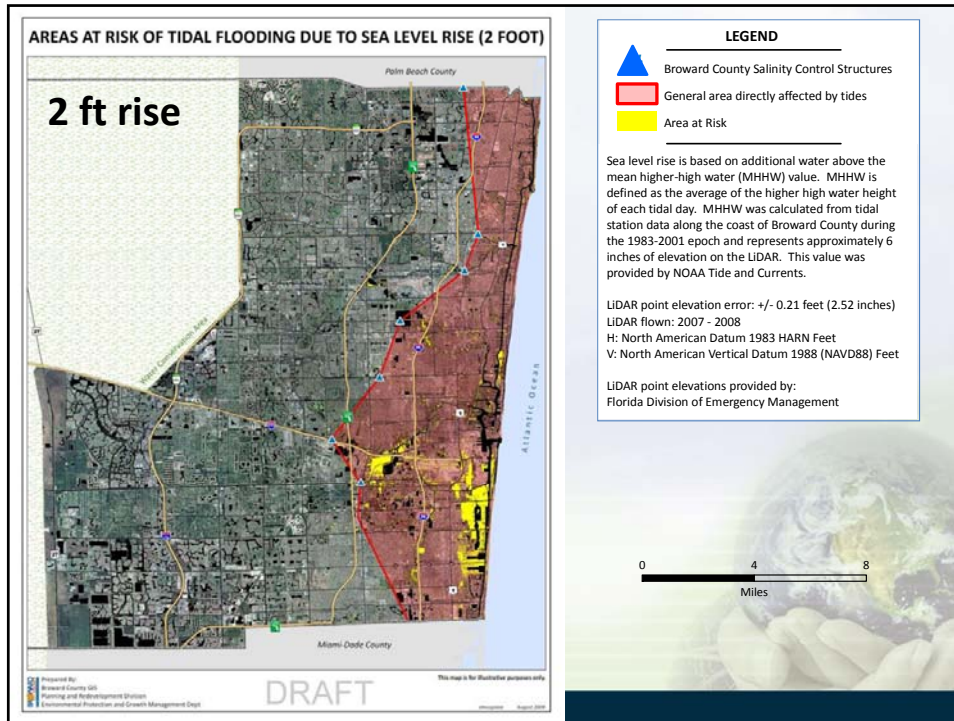 AREAS AT RISK OF TIDAL FLOODING DUE TO SEA LEVEL RISE (2 FOOT)
Palm Beach County
2 ft rise
Water Conservation Area
Atlantic Ocean
Miami-Dade County
Prepared By:
Broward County GIS
Planning and Redevelopment Division
Environmental Protection and Growth Management Dept
DRAFT
This map is for illustrative purposes only.
August 2009
LEGEND
Broward County Salinity Control Structures
General area directly affected by tides
Area at Risk
Sea level rise is based on additional water above the
mean higher-high water (MHHW) value. MHHW is
defined as the average of the higher high water height
of each tidal day. MHHW was calculated from tidal
station data along the coast of Broward County during
the 1983-2001 epoch and represents approximately 6
inches of elevation on the LiDAR. This value was
provided by NOAA Tide and Currents.
LiDAR point elevation error: +/- 0.21 feet (2.52 inches)
LiDAR flown: 2007 - 2008
H: North American Datum 1983 HARN Feet
V: North American Vertical Datum 1988 (NAVD88) Feet
LiDAR point elevations provided by:
Florida Division of Emergency Management
0 4 8
Miles